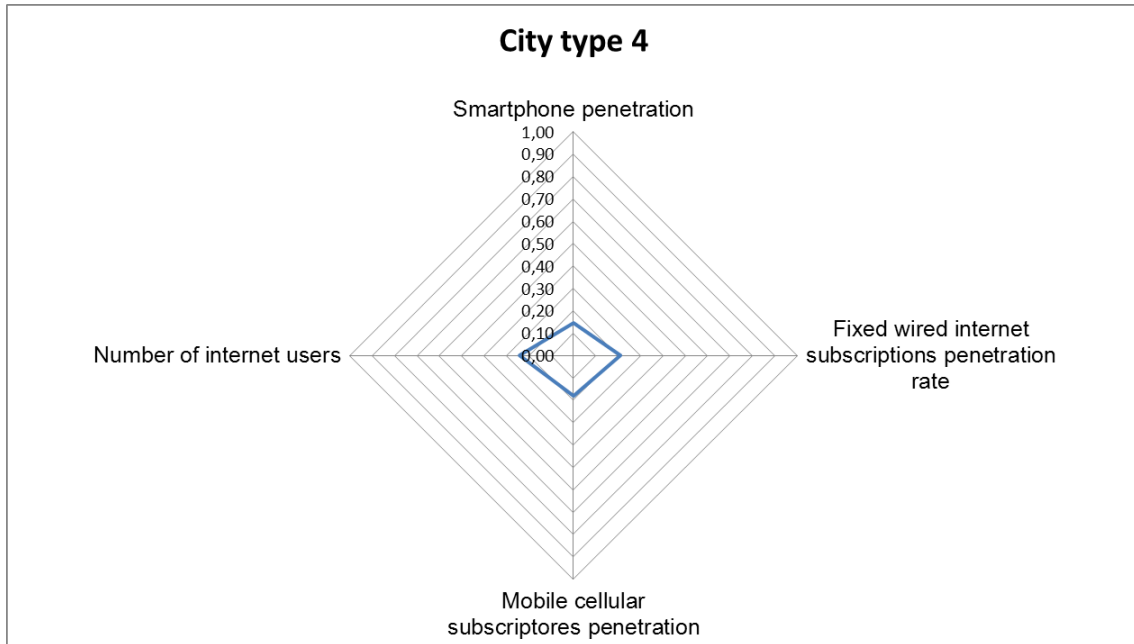 City type 4
Smartphone penetration
1,00
0,90
0,80
0,70
0,60
0,50
0,40
0,30
0,20
0,10
0,00
Number of internet users
Fixed wired internet
subscriptions penetration
rate
Mobile cellular
subscriptores penetration